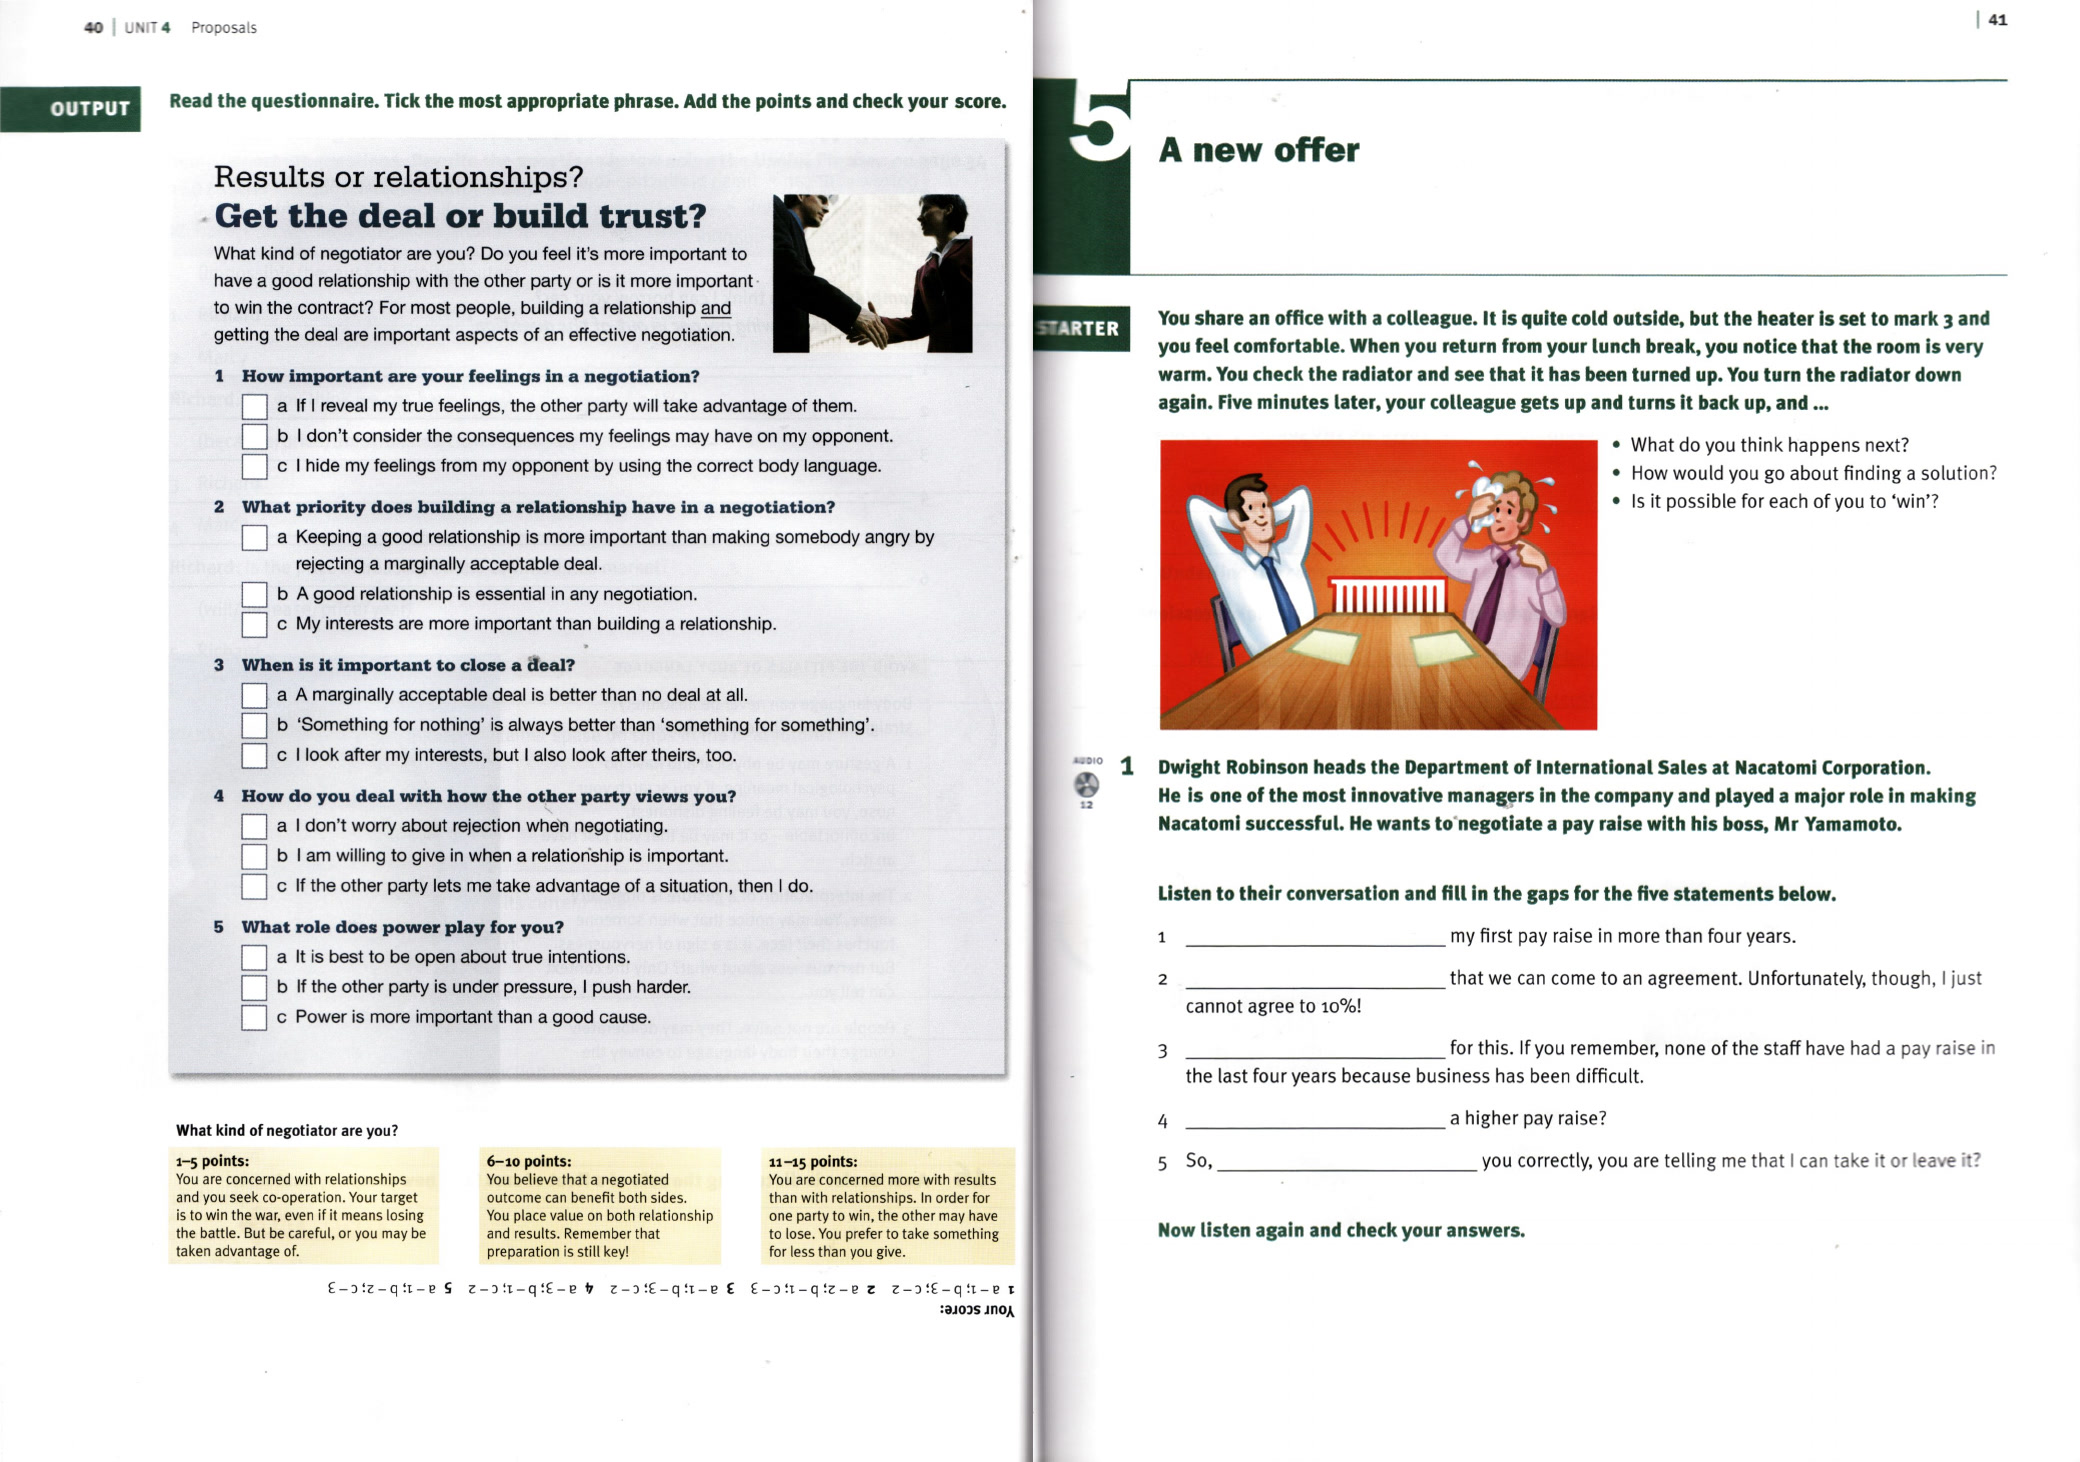 40 | UNIT 4 Proposals
OUTPUT
Read the questionnaire. Tick the most appropriate phrase. Add the points and check your score.
Results or relationships?
Get the deal or build trust?
What kind of negotiator are you? Do you feel it's more important to
have a good relationship with the other party or is it more important
to win the contract? For most people, building a relationship and
getting the deal are important aspects of an effective negotiation.
1 How important are your feelings in a negotiation?
a If I reveal my true feelings, the other party will take advantage of them.
b I don't consider the consequences my feelings may have on my opponent.
c I hide my feelings from my opponent by using the correct body language.
2 What priority does building a relationship have in a negotiation?
a Keeping a good relationship is more important than making somebody angry by
rejecting a marginally acceptable deal.
b A good relationship is essential in any negotiation.
c My interests are more important than building a relationship.
3 When is it important to close a deal?
a A marginally acceptable deal is better than no deal at all.
b 'Something for nothing' is always better than 'something for something'.
c I look after my interests, but I also look after theirs, too.
4 How do you deal with how the other party views you?
a I don't worry about rejection when negotiating.
b I am willing to give in when a relationship is important.
c If the other party lets me take advantage of a situation, then I do.
5 What role does power play for you?
a It is best to be open about true intentions.
b If the other party is under pressure, I push harder.
c Power is more important than a good cause.
What kind of negotiator are you?
1–5 points:
You are concerned with relationships
and you seek co-operation. Your target
is to win the war, even if it means losing
the battle. But be careful, or you may be
taken advantage of.
6–10 points:
You believe that a negotiated
outcome can benefit both sides.
You place value on both relationship
and results. Remember that
preparation is still key!
11–15 points:
You are concerned more with results
than with relationships. In order for
one party to win, the other may have
to lose. You prefer to take something
for less than you give.
Your score:
1 a – 1; b – 3; c – 2 2 a – 2; b – 1; c – 3 3 a – 1; b – 3; c – 2 4 a – 3; b – 1; c – 2 5 a – 1; b – 2; c – 3
| 41
5
A new offer
STARTER
You share an office with a colleague. It is quite cold outside, but the heater is set to mark 3 and
you feel comfortable. When you return from your lunch break, you notice that the room is very
warm. You check the radiator and see that it has been turned up. You turn the radiator down
again. Five minutes later, your colleague gets up and turns it back up, and ...
• What do you think happens next?
• How would you go about finding a solution?
• Is it possible for each of you to 'win'?
AUDIO
12
1 Dwight Robinson heads the Department of International Sales at Nacatomi Corporation.
He is one of the most innovative managers in the company and played a major role in making
Nacatomi successful. He wants to negotiate a pay raise with his boss, Mr Yamamoto.
Listen to their conversation and fill in the gaps for the five statements below.
1 ____ my first pay raise in more than four years.
2 ____ that we can come to an agreement. Unfortunately, though, I just
cannot agree to 10%!
3 ____ for this. If you remember, none of the staff have had a pay raise in
the last four years because business has been difficult.
4 ____ a higher pay raise?
5 So, ____ you correctly, you are telling me that I can take it or leave it?
Now listen again and check your answers.